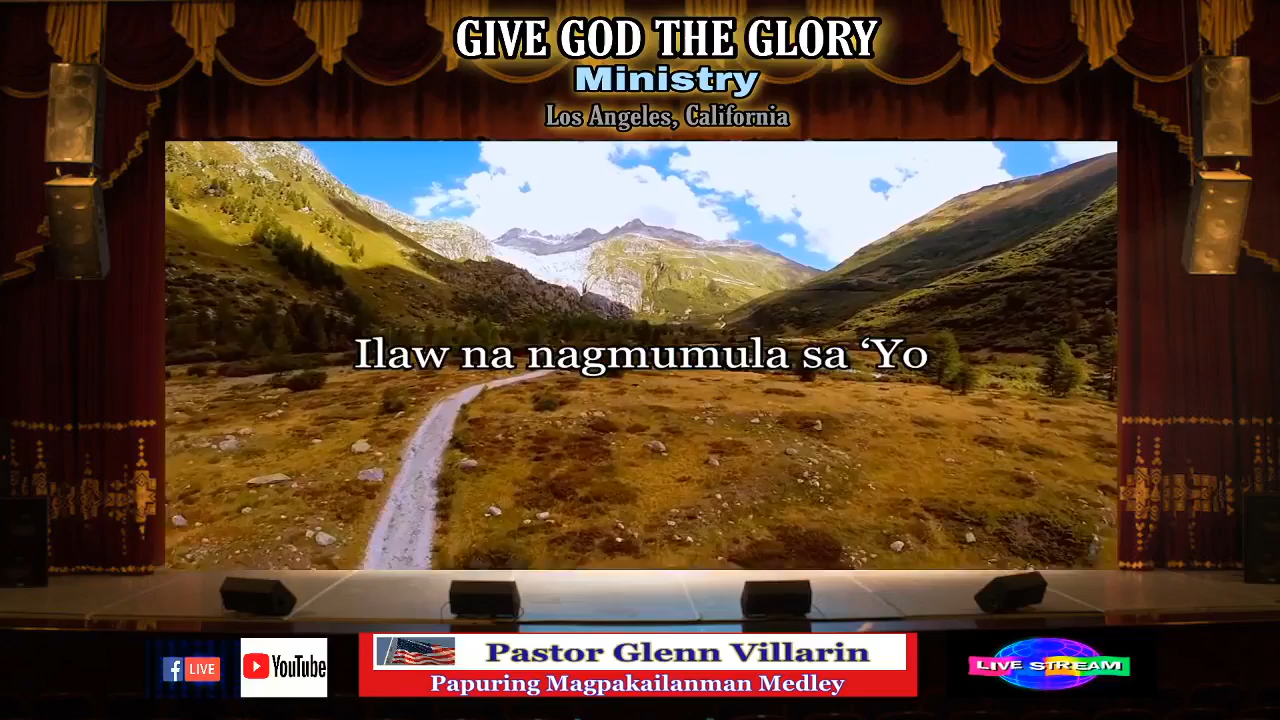 GIVE GOD THE GLORY
Ministry
Los Angeles, California
Ilaw na nagmumula sa ‘Yo
LIVE
YouTube
Pastor Glenn Villarin
Papuring Magpakailanman Medley
LIVE STREAM